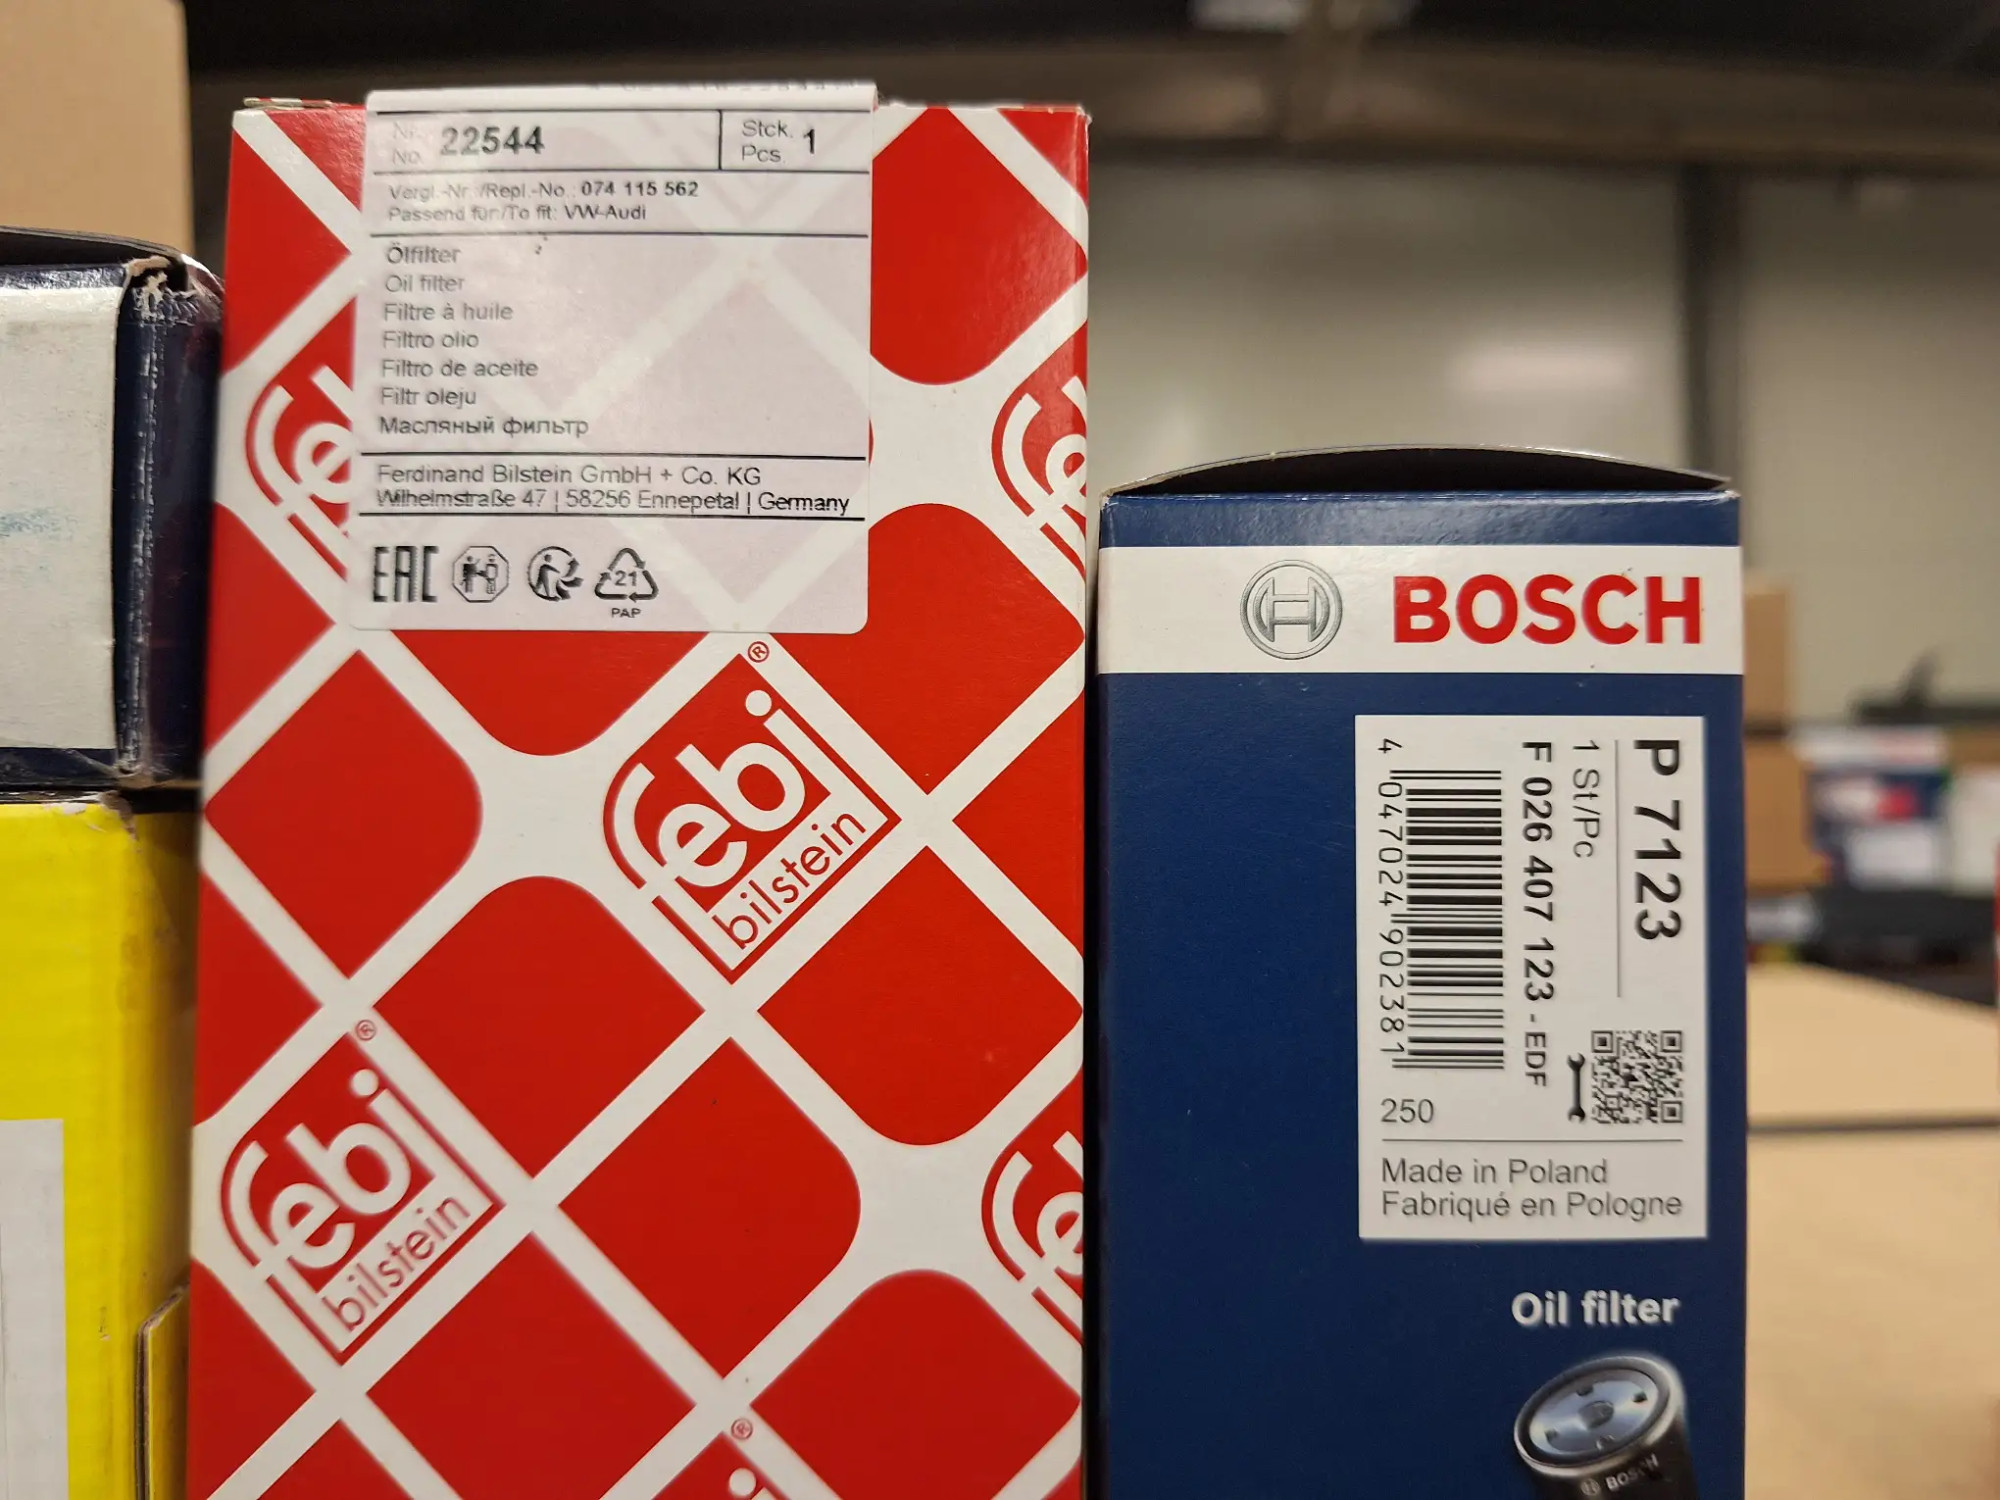 Nr.
No. 22544
Stck.
Pcs. 1
Vergl.-Nr./Repl.-No.: 074 115 562
Passend für/To fit: VW-Audi
Ölfilter
Oil filter
Filtre à huile
Filtro olio
Filtro de aceite
Filtr oleju
Масляный фильтр
Ferdinand Bilstein GmbH + Co. KG
Wilhelmstraße 47 | 58256 Ennepetal | Germany
EAC
21
PAP
febi®
bilstein
febi®
bilstein
®
BOSCH
P 7123
1 St/Pc
F 026 407 123 - EDF
4 047024 902381
250
Made in Poland
Fabriqué en Pologne
Oil filter
BOSCH